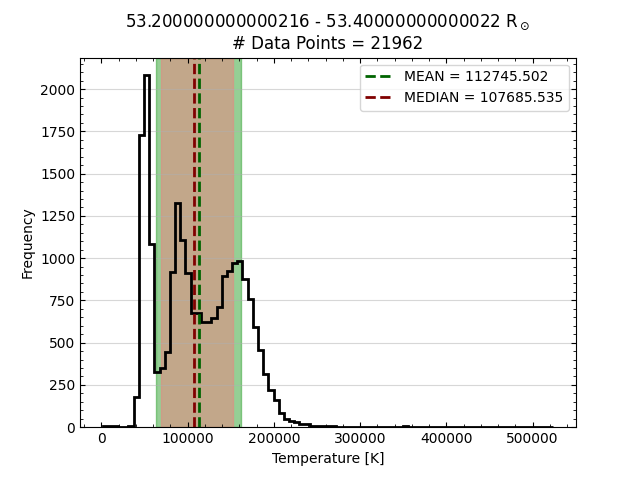 53.200000000000216 - 53.40000000000022 R⊙
# Data Points = 21962
MEAN = 112745.502
MEDIAN = 107685.535
2000
1750
1500
1250
1000
750
500
250
0
Frequency
0 100000 200000 300000 400000 500000
Temperature [K]